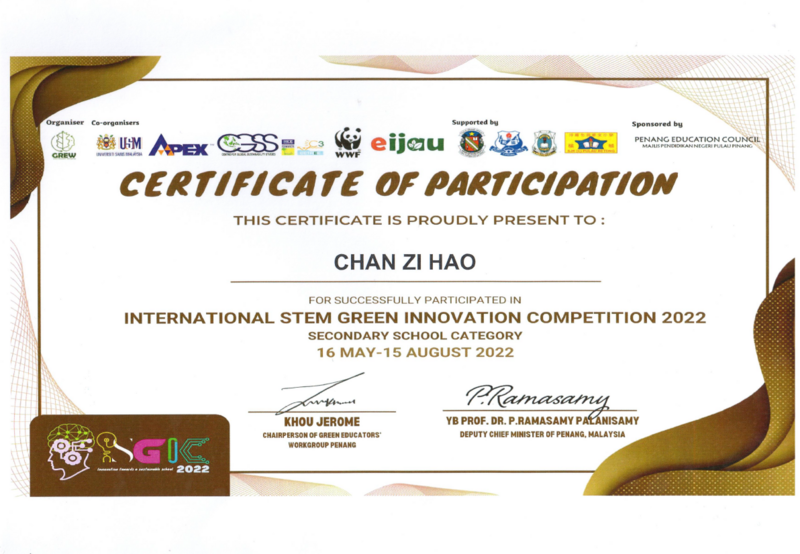 Organiser Co-organisers Supported by Sponsored by
GREW
USM
UNIVERSITI SAINS MALAYSIA
APEX
CGSS
WWF
eijau
PENANG EDUCATION COUNCIL
MAJLIS PENDIDIKAN NEGERI PULAU PINANG
CERTIFICATE OF PARTICIPATION
THIS CERTIFICATE IS PROUDLY PRESENT TO :
CHAN ZI HAO
FOR SUCCESSFULLY PARTICIPATED IN
INTERNATIONAL STEM GREEN INNOVATION COMPETITION 2022
SECONDARY SCHOOL CATEGORY
16 MAY-15 AUGUST 2022
P.Ramasamy
KHOU JEROME
CHAIRPERSON OF GREEN EDUCATORS'
WORKGROUP PENANG
YB PROF. DR. P.RAMASAMY PALANISAMY
DEPUTY CHIEF MINISTER OF PENANG, MALAYSIA
SGIC
Innovation towards a sustainable school 2022